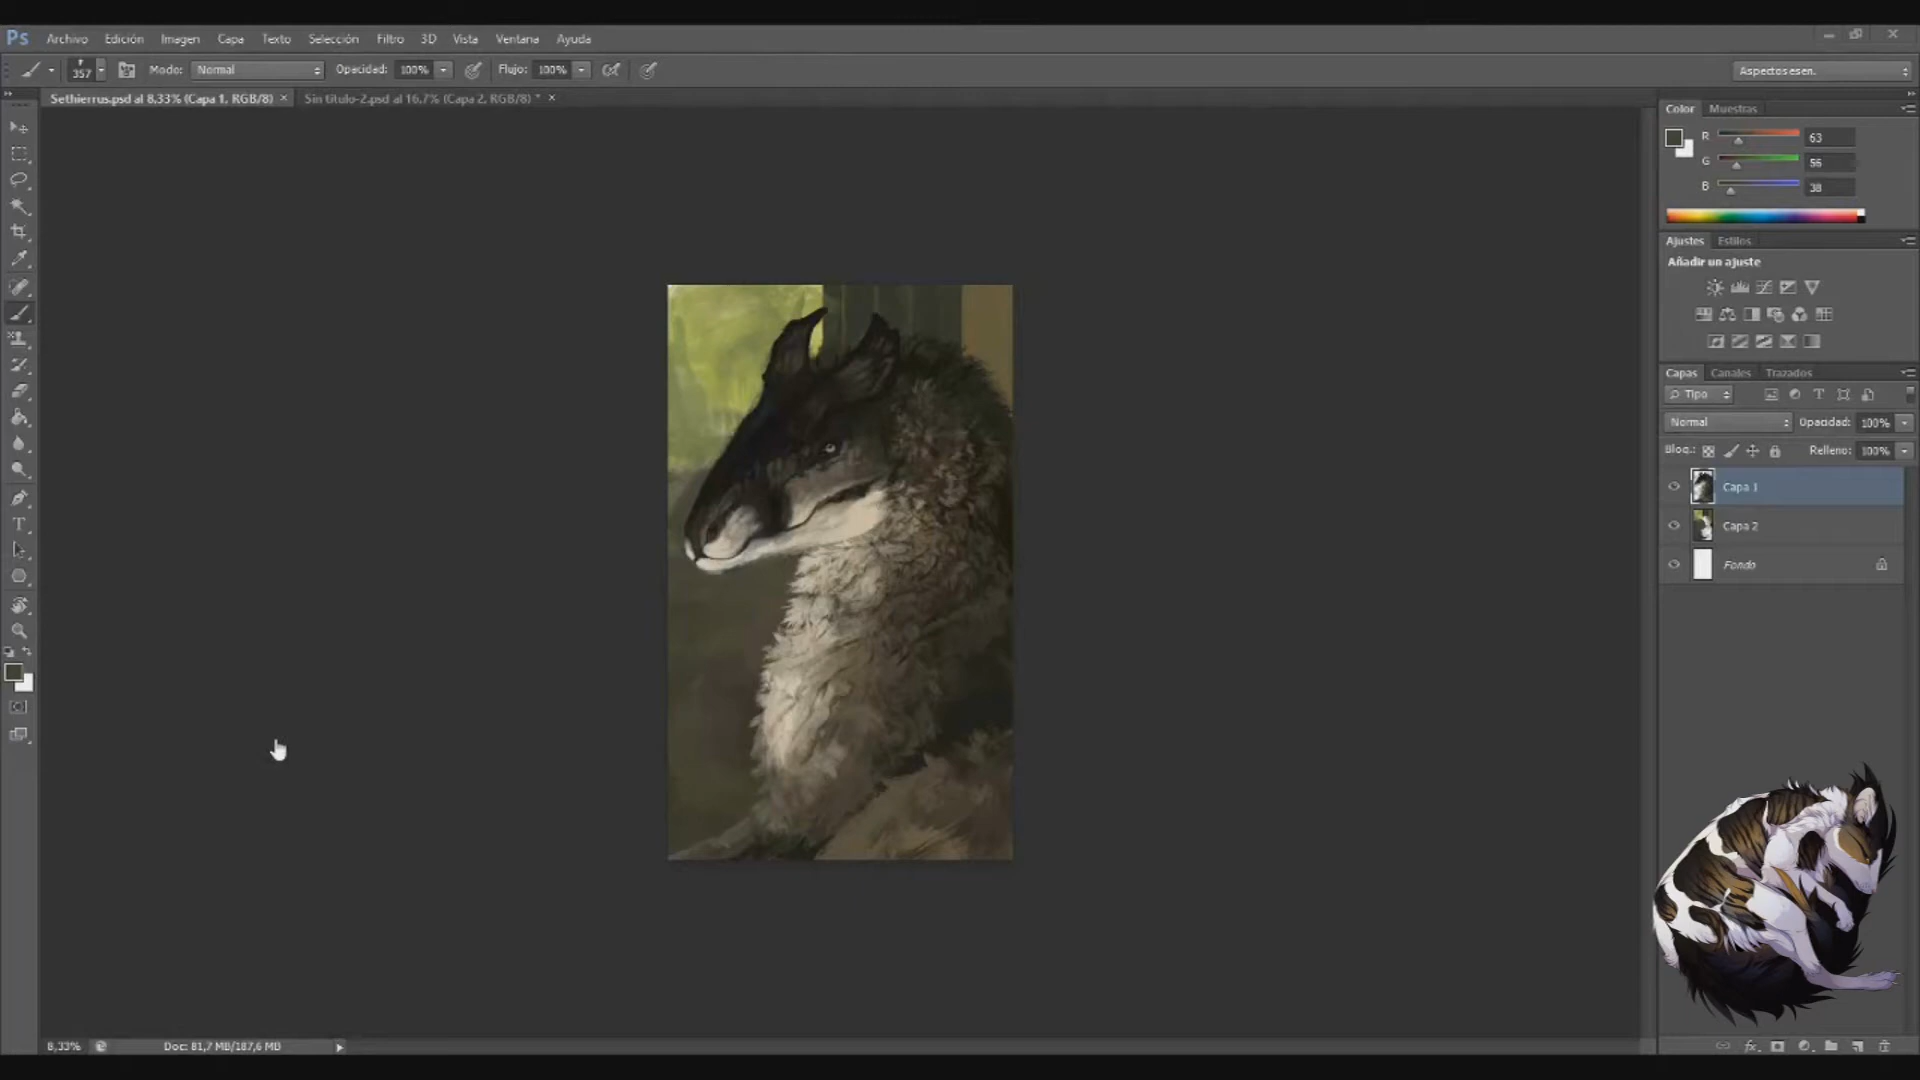 Ps Archivo Edición Imagen Capa Texto Selección Filtro 3D Vista Ventana Ayuda
357 Modo: Normal Opacidad: 100% Flujo: 100% Aspectos esen.
Sethierrus.psd al 8,33% (Capa 1, RGB/8) × Sin título-2.psd al 16,7% (Capa 2, RGB/8) * ×
Color Muestras
R 63
G 56
B 38
Ajustes Estilos
Añadir un ajuste
Capas Canales Trazados
Tipo
Normal Opacidad: 100%
Bloq.: Relleno: 100%
Capa 1
Capa 2
Fondo
8,33% Doc: 81,7 MB/187,6 MB